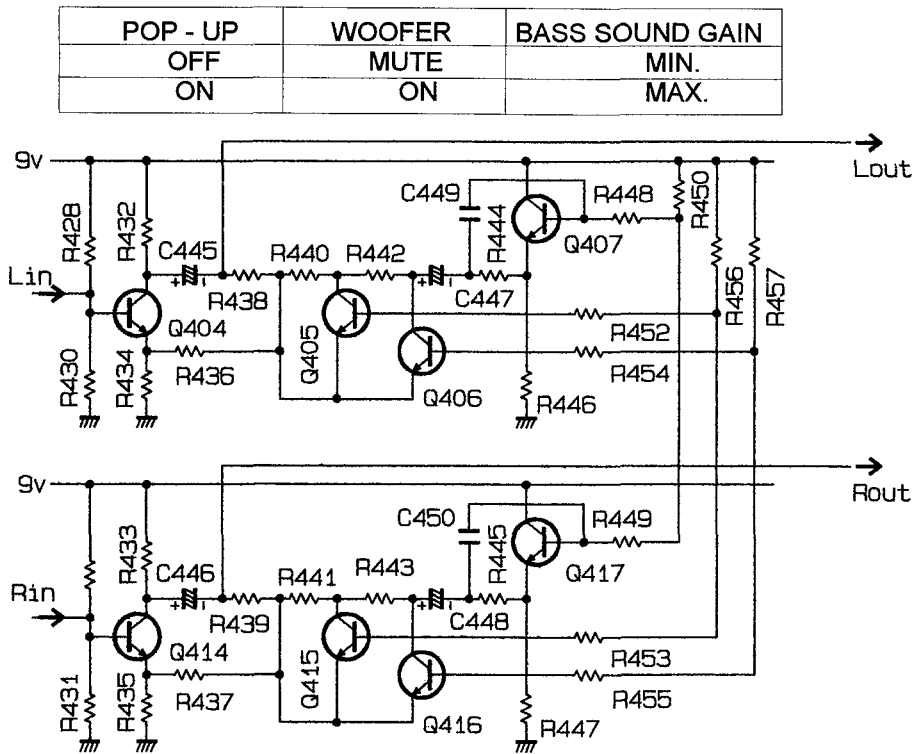 POP - UP WOOFER BASS SOUND GAIN
OFF MUTE MIN.
ON ON MAX.
9v
Lout
R428
R432
C445
C449
R444
R448
R450
Q407
Lin
R438
R440
R442
C447
R456
R457
Q404
Q405
R452
R430
R434
R436
Q406
R454
R446
9v
Rout
R433
C446
C450
R445
R449
Q417
Rin
R439
R441
R443
C448
Q414
Q415
R453
R431
R435
R437
Q416
R455
R447